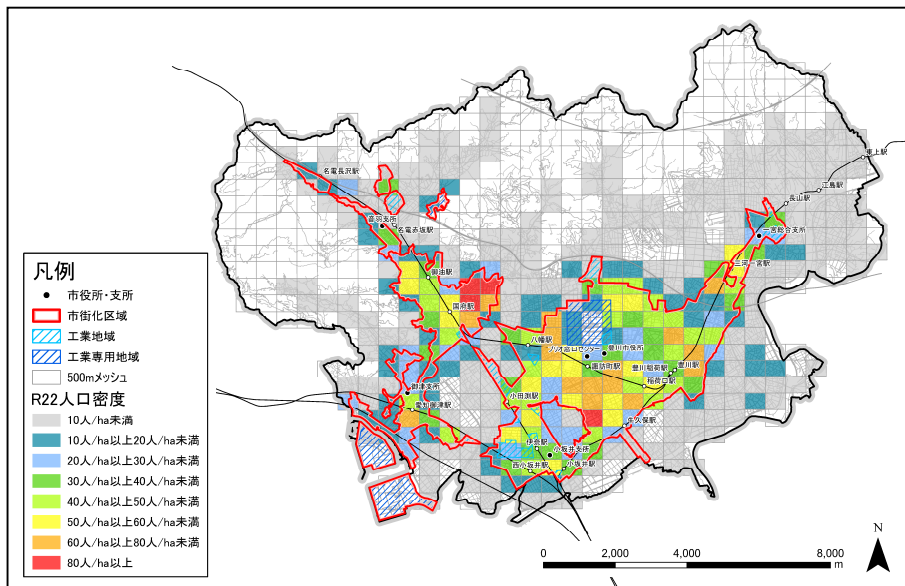 名電長沢駅
東上駅
江島駅
長山駅
音羽支所
名電赤坂駅
一宮総合支所
三河一宮駅
御油駅
国府駅
八幡駅
豊川市役所
プリオ窓口センター
諏訪町駅
豊川稲荷駅
豊川駅
稲荷口駅
御津支所
愛知御津駅
小田渕駅
牛久保駅
伊奈駅
小坂井支所
西小坂井駅
小坂井駅
凡例
市役所・支所
市街化区域
工業地域
工業専用地域
500mメッシュ
R22人口密度
10人/ha未満
10人/ha以上20人/ha未満
20人/ha以上30人/ha未満
30人/ha以上40人/ha未満
40人/ha以上50人/ha未満
50人/ha以上60人/ha未満
60人/ha以上80人/ha未満
80人/ha以上
N
0 2,000 4,000 8,000
m